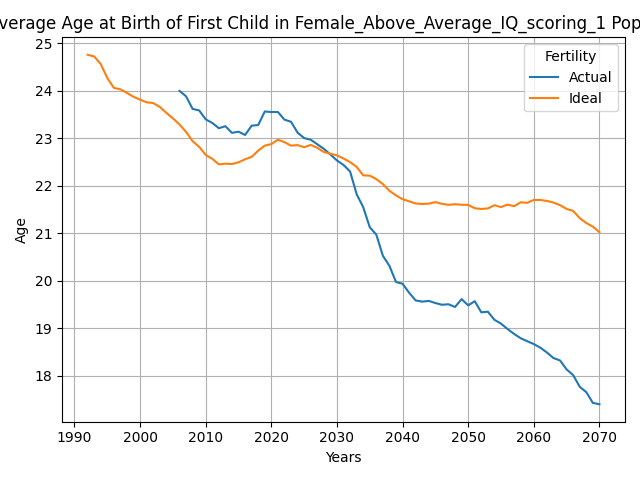 verage Age at Birth of First Child in Female_Above_Average_IQ_scoring_1 Pop
Fertility
Actual
Ideal
25
24
23
22
21
20
19
18
Age
1990 2000 2010 2020 2030 2040 2050 2060 2070
Years